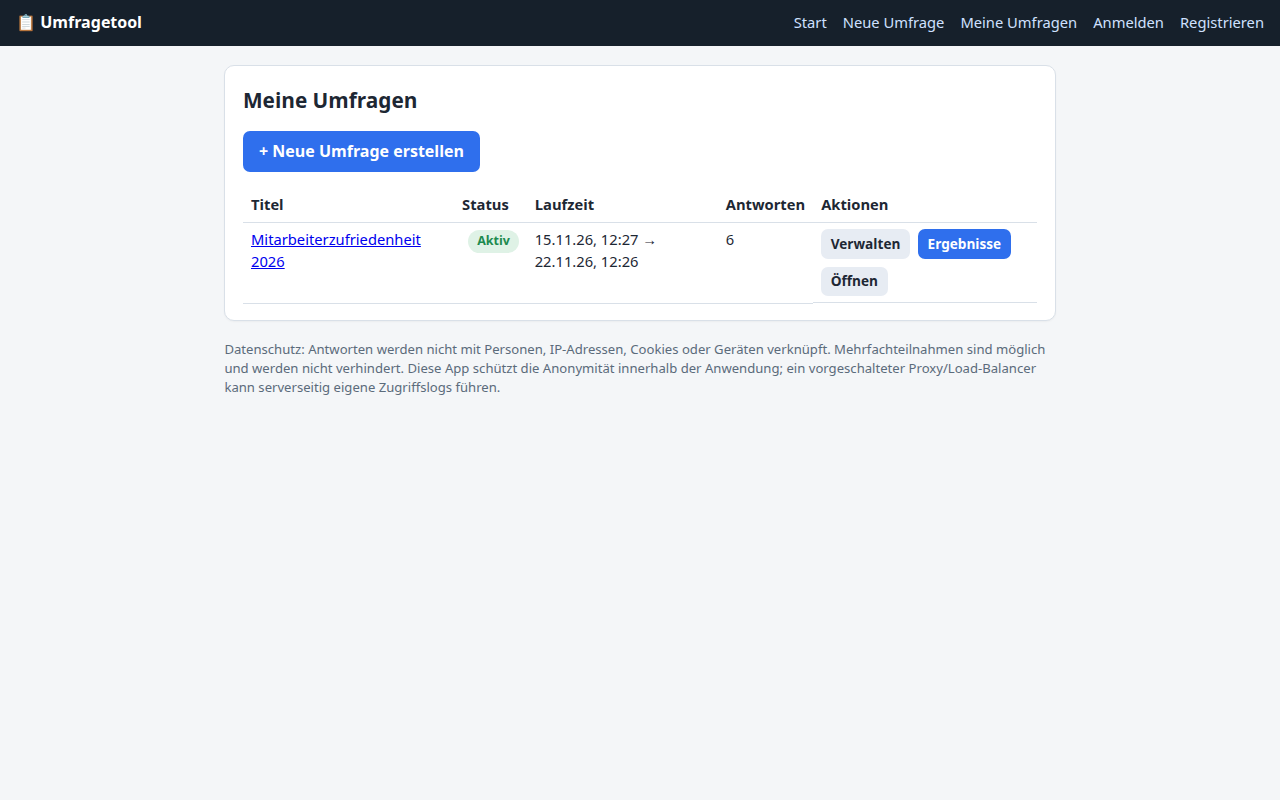 📋 Umfragetool Start Neue Umfrage Meine Umfragen Anmelden Registrieren
Meine Umfragen
+ Neue Umfrage erstellen
Titel Status Laufzeit Antworten Aktionen
Mitarbeiterzufriedenheit Aktiv 15.11.26, 12:27 → 6 Verwalten Ergebnisse
2026 22.11.26, 12:26
Öffnen
Datenschutz: Antworten werden nicht mit Personen, IP-Adressen, Cookies oder Geräten verknüpft. Mehrfachteilnahmen sind möglich
und werden nicht verhindert. Diese App schützt die Anonymität innerhalb der Anwendung; ein vorgeschalteter Proxy/Load-Balancer
kann serverseitig eigene Zugriffslogs führen.